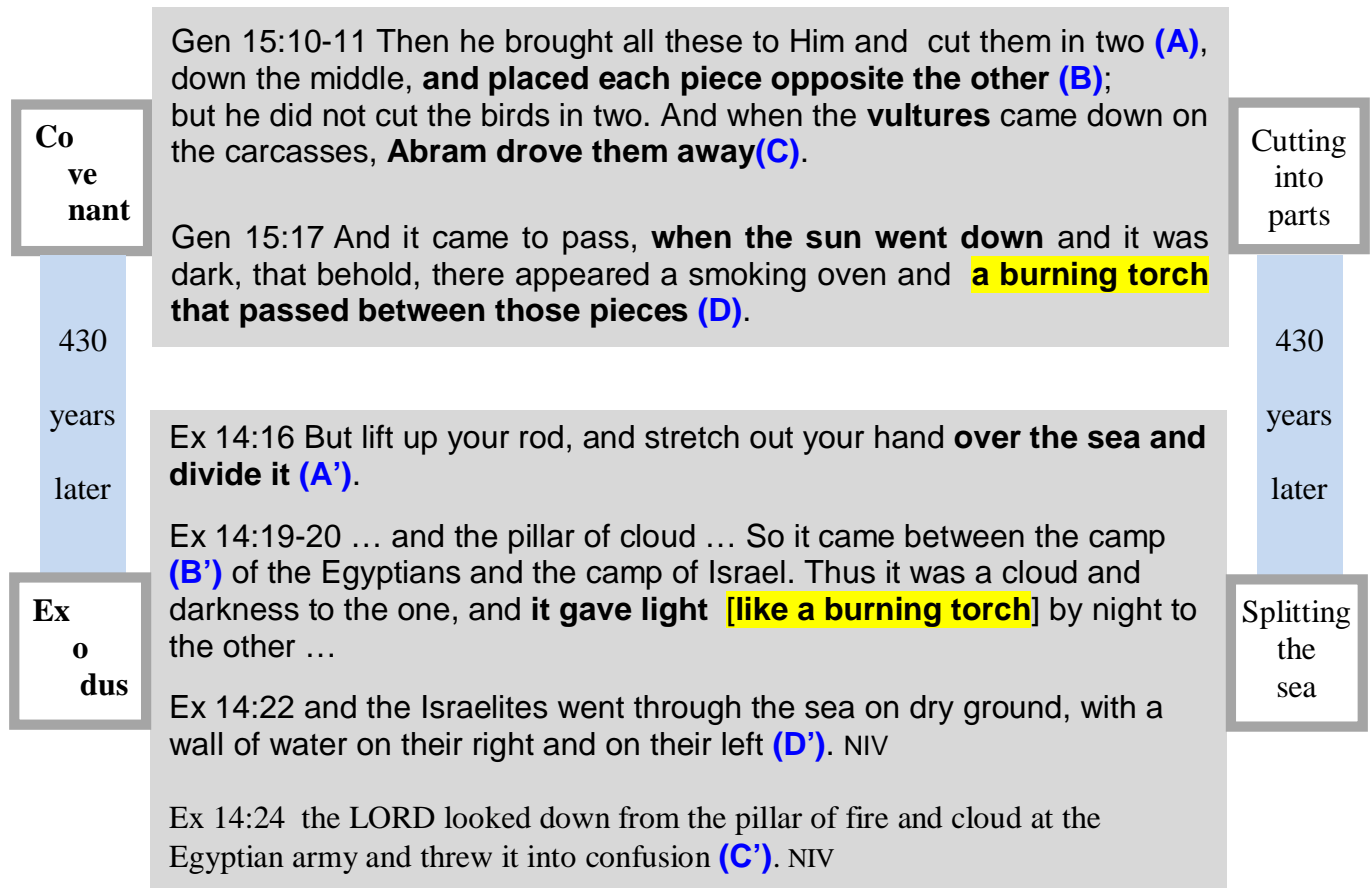 Gen 15:10-11 Then he brought all these to Him and cut them in two (A),
down the middle, and placed each piece opposite the other (B);
but he did not cut the birds in two. And when the vultures came down on
the carcasses, Abram drove them away(C).
Gen 15:17 And it came to pass, when the sun went down and it was
dark, that behold, there appeared a smoking oven and a burning torch
that passed between those pieces (D).
Co
ve
nant
430
years
later
Ex
o
dus
Ex 14:16 But lift up your rod, and stretch out your hand over the sea and
divide it (A’).
Ex 14:19-20 … and the pillar of cloud … So it came between the camp
(B’) of the Egyptians and the camp of Israel. Thus it was a cloud and
darkness to the one, and it gave light [like a burning torch] by night to
the other …
Ex 14:22 and the Israelites went through the sea on dry ground, with a
wall of water on their right and on their left (D’). NIV
Ex 14:24 the LORD looked down from the pillar of fire and cloud at the
Egyptian army and threw it into confusion (C’). NIV
Cutting
into
parts
430
years
later
Splitting
the
sea